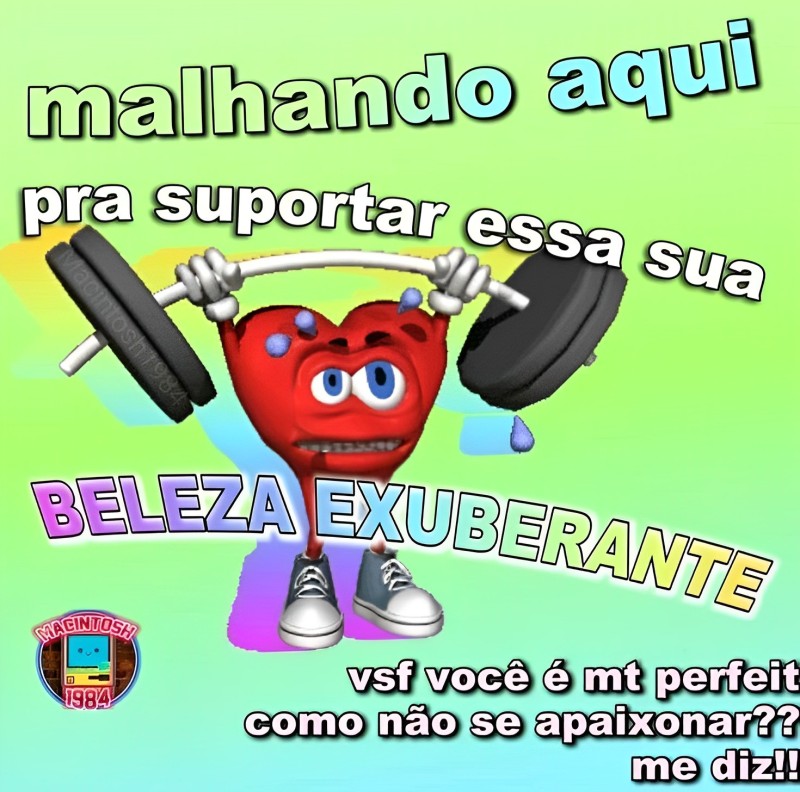 malhando aqui
pra suportar essa sua
Macintosh1984
BELEZA EXUBERANTE
MACINTOSH
1984
vsf você é mt perfeit
como não se apaixonar??
me diz!!